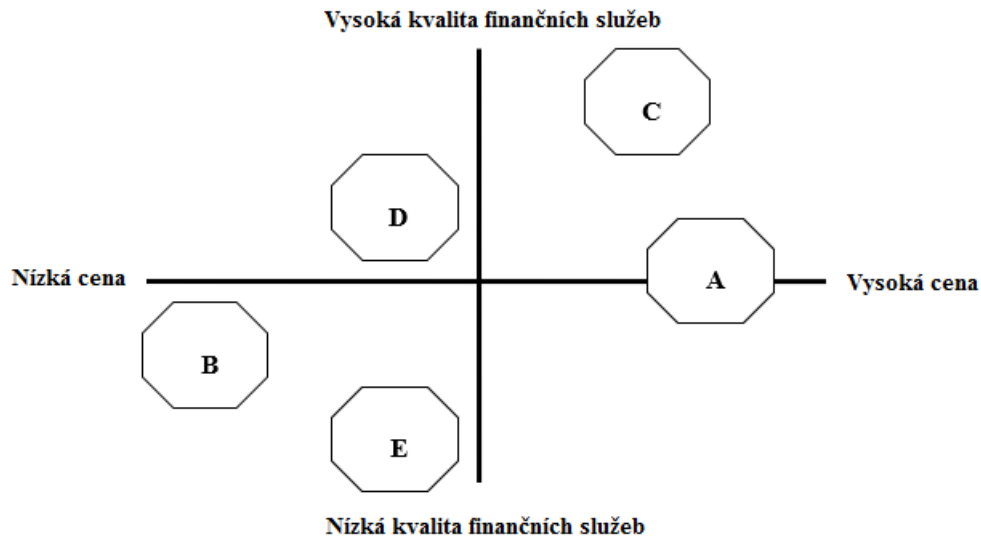 Vysoká kvalita finančních služeb
C
D
Nízká cena
A
Vysoká cena
B
E
Nízká kvalita finančních služeb